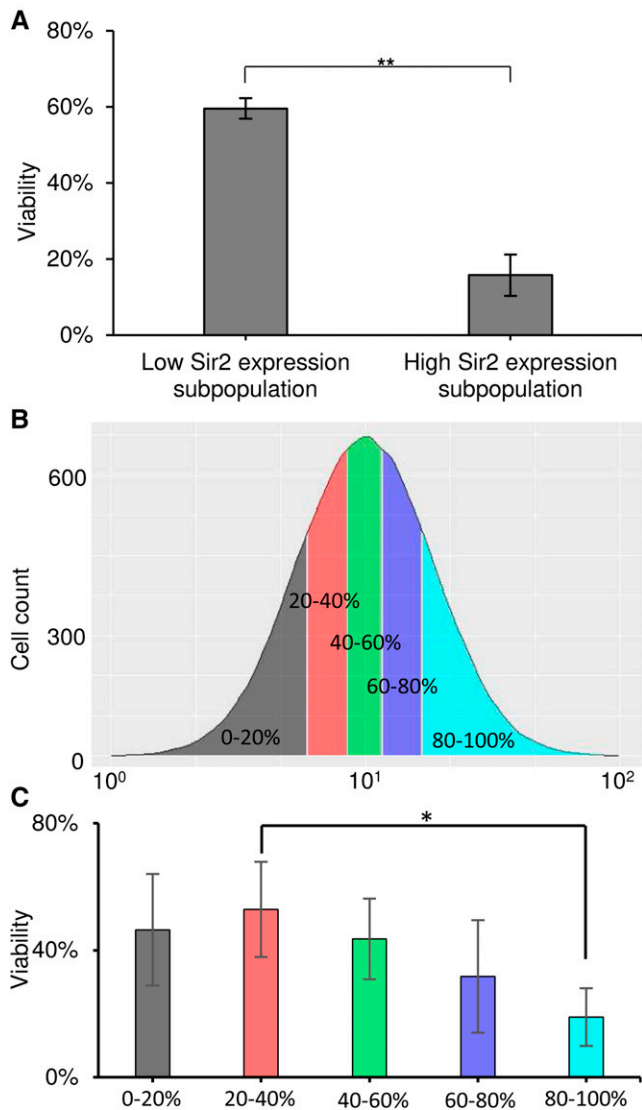 A
80%
**
60%
40%
20%
0%
Viability
Low Sir2 expression
subpopulation
High Sir2 expression
subpopulation
B
600
300
0
Cell count
20-40%
40-60%
60-80%
0-20%
80-100%
10⁰
10¹
10²
C
80%
*
40%
0%
Viability
0-20%
20-40%
40-60%
60-80%
80-100%